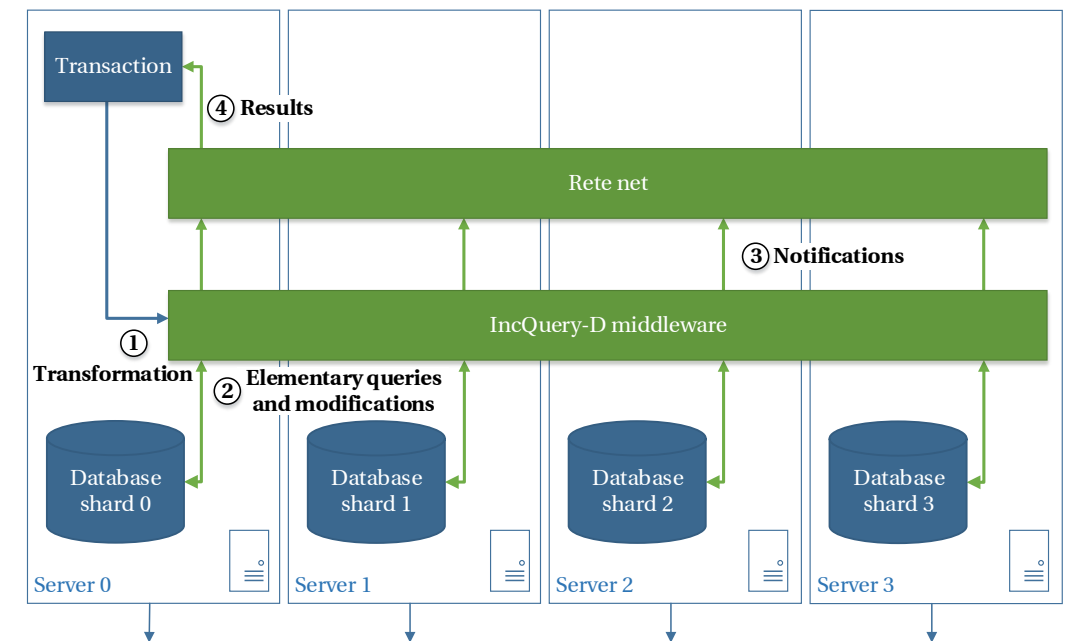 Transaction
④ Results
Rete net
③ Notifications
IncQuery-D middleware
①
Transformation
② Elementary queries
and modifications
Database
shard 0
Database
shard 1
Database
shard 2
Database
shard 3
Server 0
Server 1
Server 2
Server 3